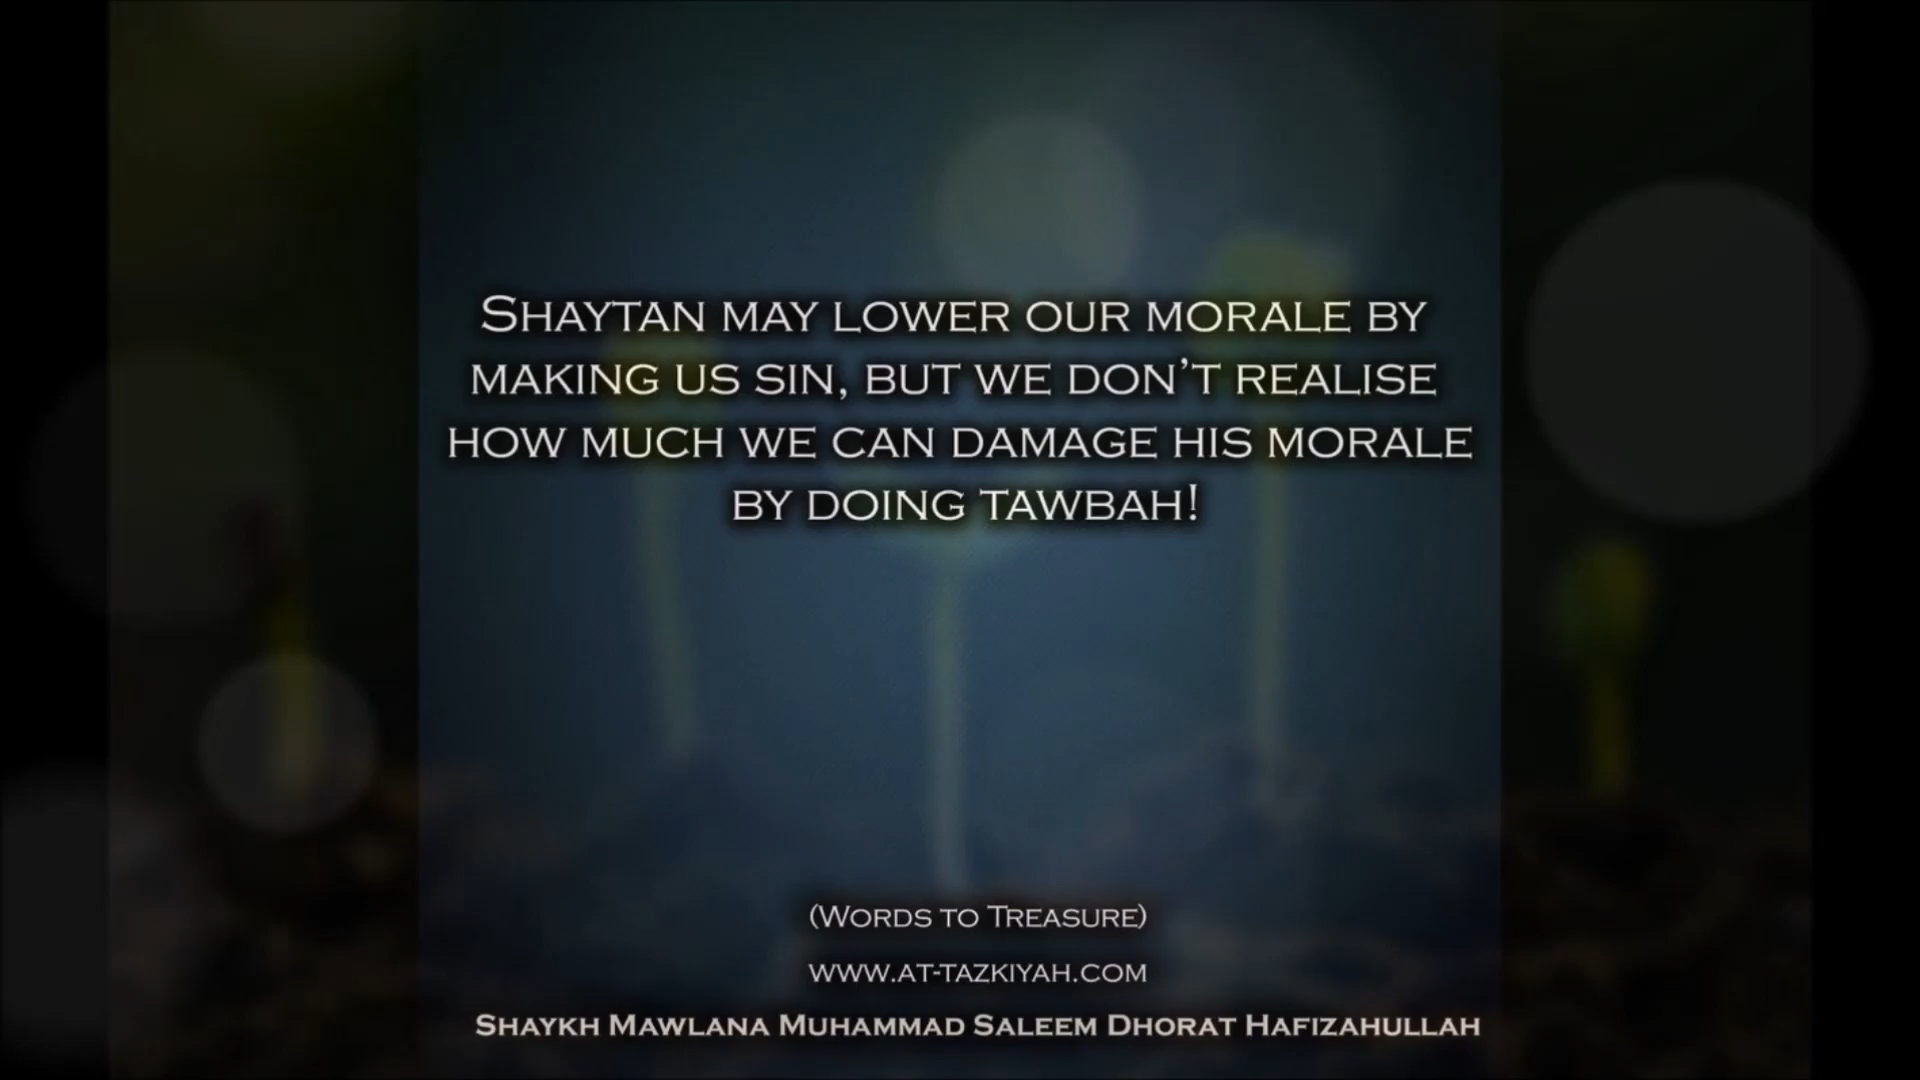 Shaytan may lower our morale by
making us sin, but we don't realise
how much we can damage his morale
by doing tawbah!
(Words to Treasure)
www.at-tazkiyah.com
Shaykh Mawlana Muhammad Saleem Dhorat Hafizahullah